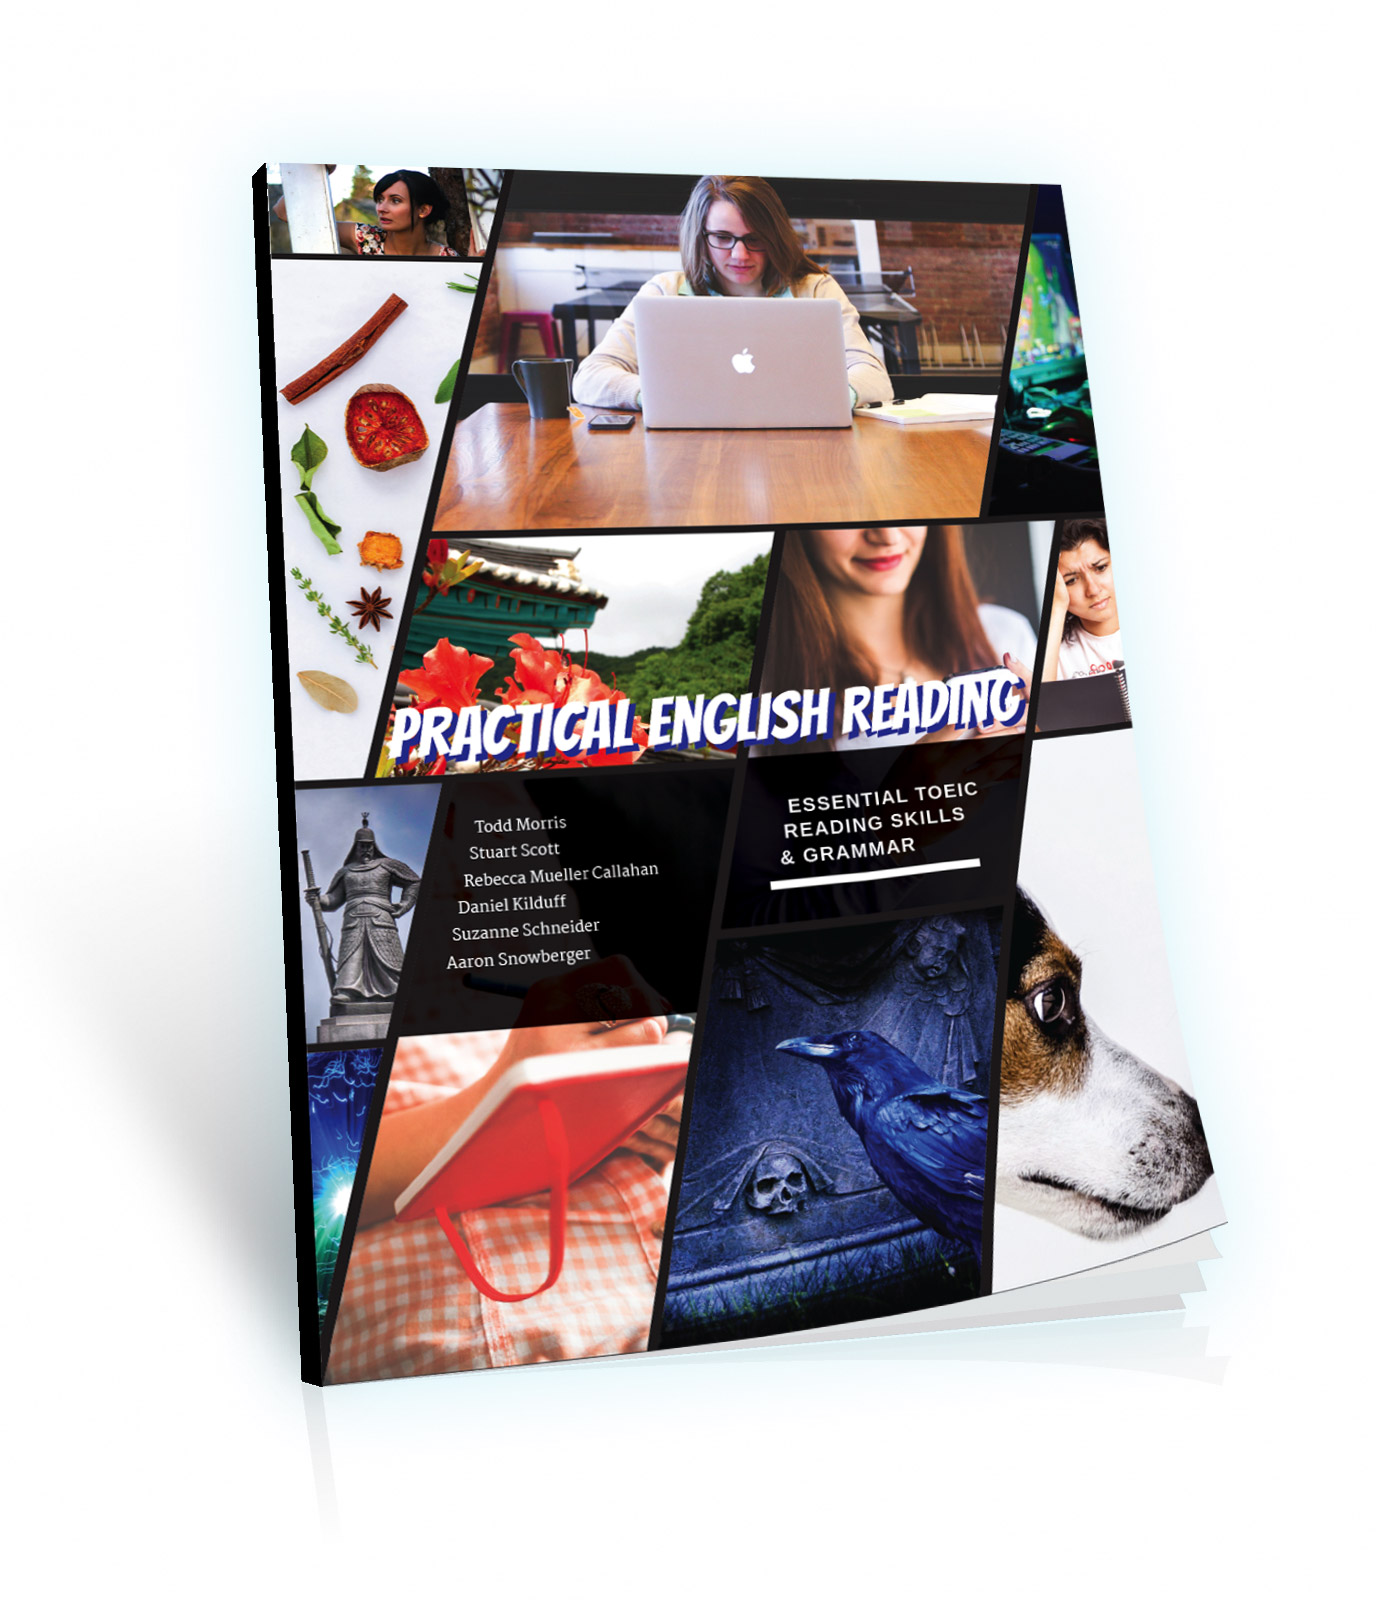 PRACTICAL ENGLISH READING
ESSENTIAL TOEIC
READING SKILLS
& GRAMMAR
Todd Morris
Stuart Scott
Rebecca Mueller Callahan
Daniel Kilduff
Suzanne Schneider
Aaron Snowberger